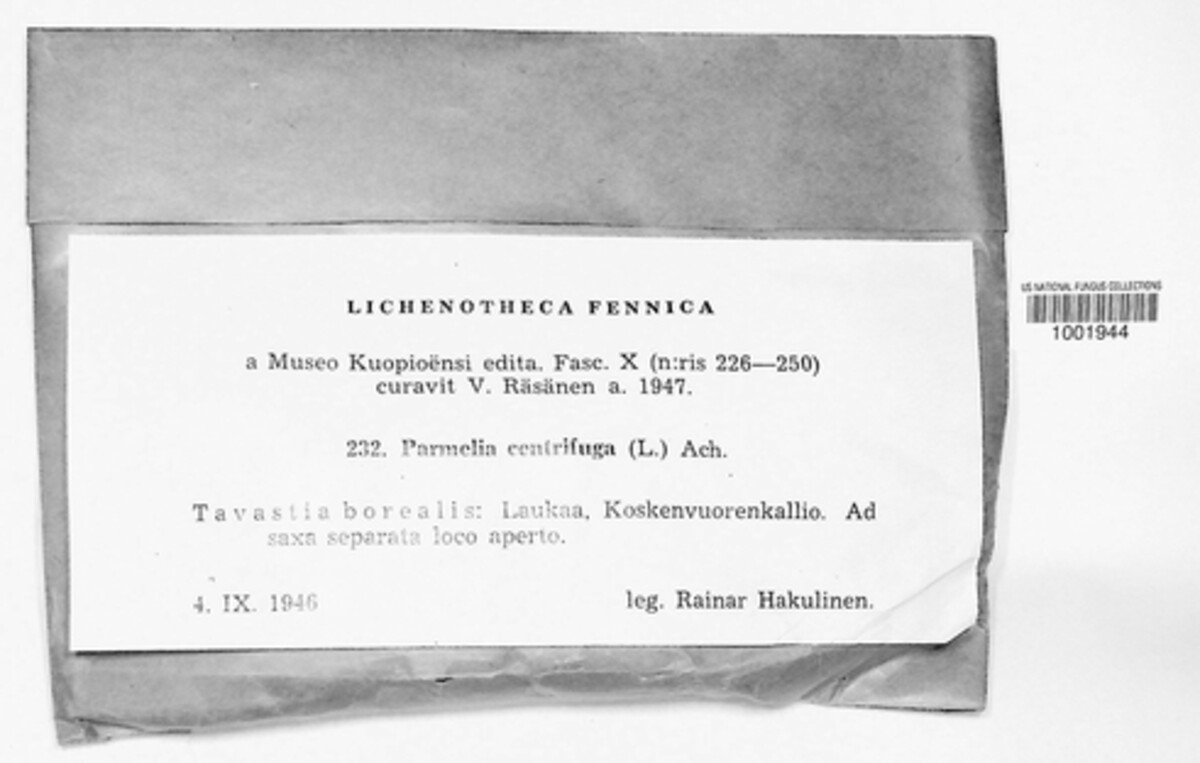 LICHENOTHECA FENNICA
a Museo Kuopioënsi edita. Fasc. X (n:ris 226—250)
curavit V. Räsänen a. 1947.
232. Parmelia centrifuga (L.) Ach.
Tavastia borealis: Laukaa, Koskenvuorenkallio. Ad
saxa separata loco aperto.
4. IX. 1946 leg. Rainar Hakulinen.
US NATIONAL FUNGUS COLLECTIONS
1001944